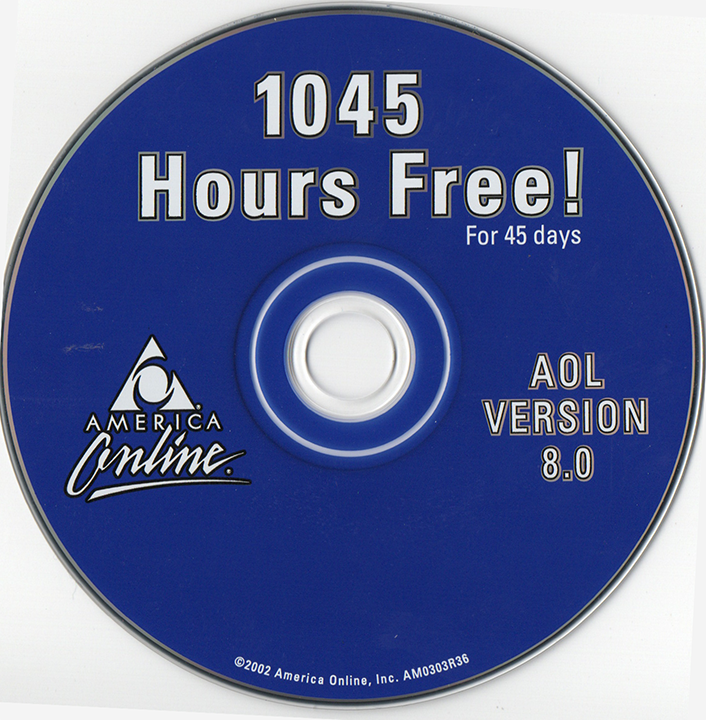 1045
Hours Free!
For 45 days
AMERICA
Online®
AOL
VERSION
8.0
©2002 America Online, Inc. AM0303R36